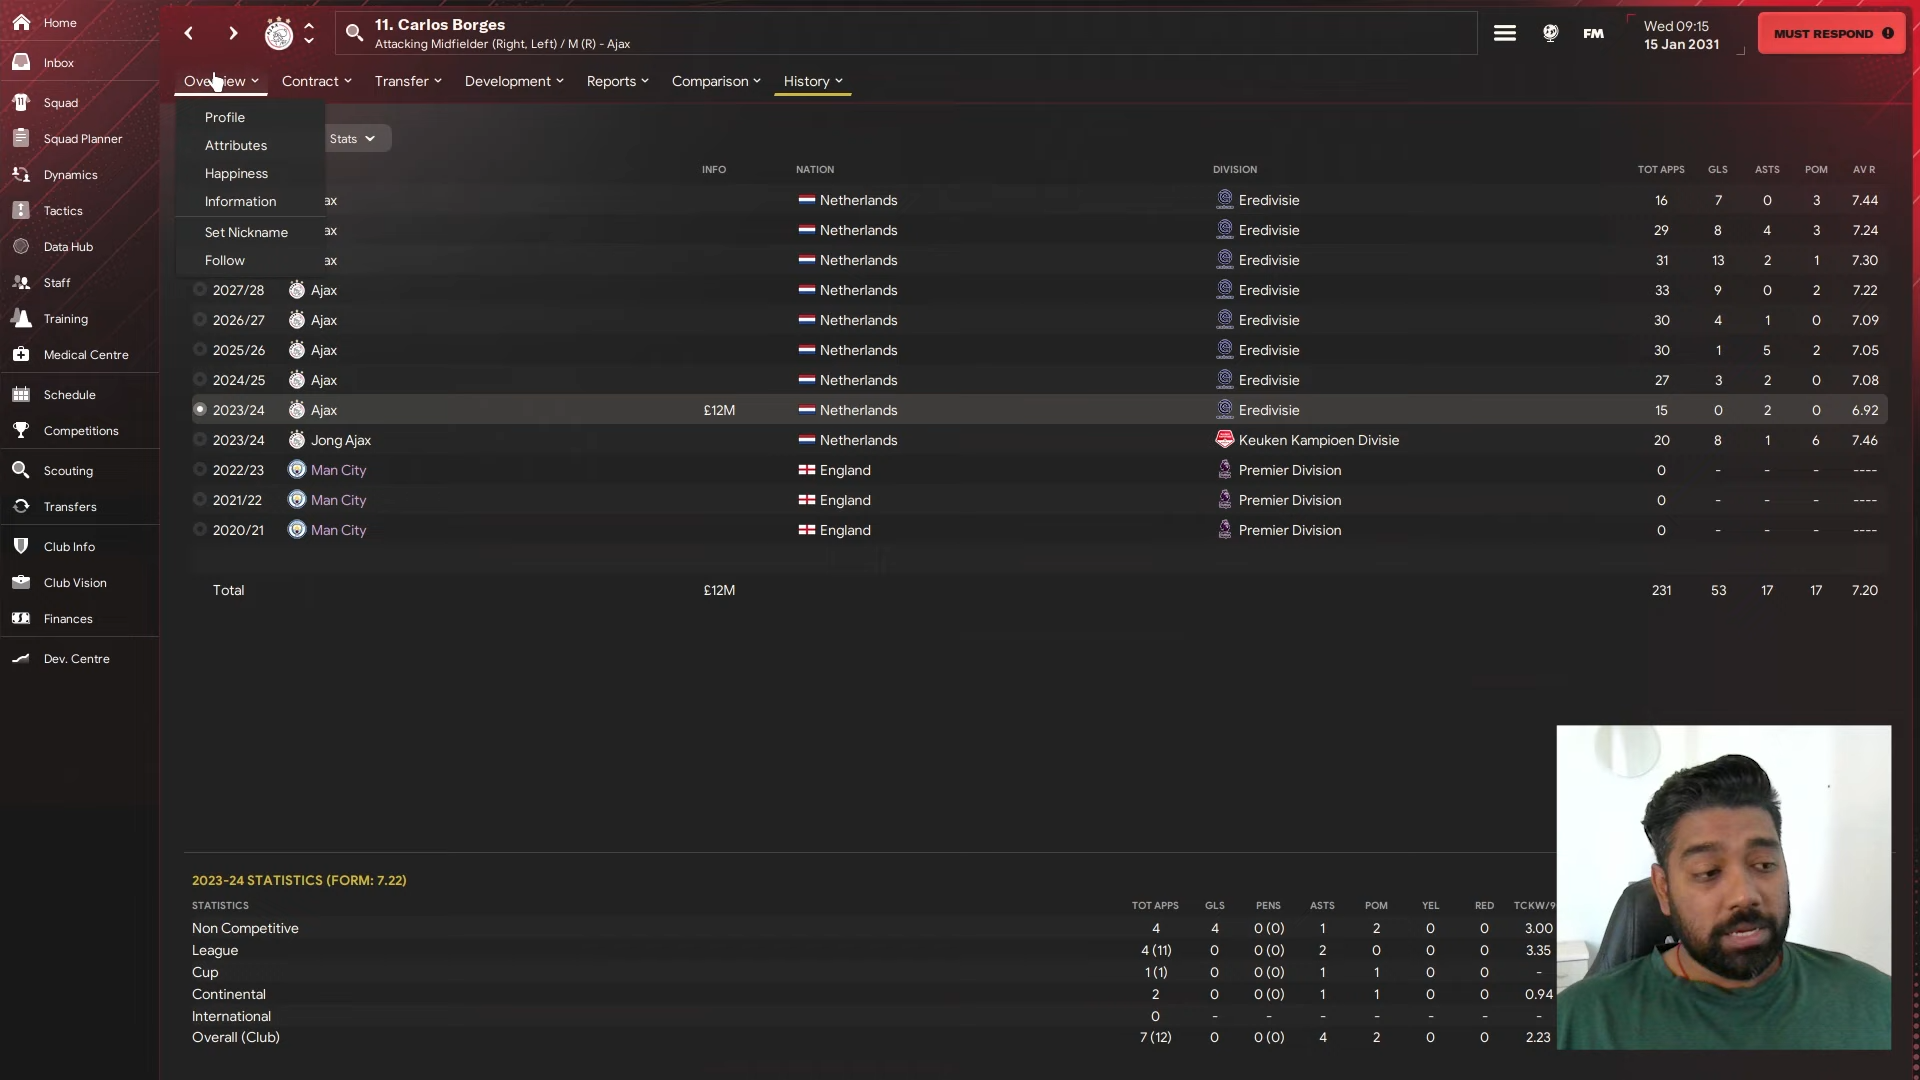 Home
Inbox
Squad
Squad Planner
Dynamics
Tactics
Data Hub
Staff
Training
Medical Centre
Schedule
Competitions
Scouting
Transfers
Club Info
Club Vision
Finances
Dev. Centre
11. Carlos Borges
Attacking Midfielder (Right, Left) / M (R) - Ajax
FM
Wed 09:15
15 Jan 2031
MUST RESPOND
Overview Contract Transfer Development Reports Comparison History
Profile
Attributes
Happiness
Information
Set Nickname
Follow
Stats
INFO NATION DIVISION TOT APPS GLS ASTS POM AV R
ax Netherlands Eredivisie 16 7 0 3 7.44
ax Netherlands Eredivisie 29 8 4 3 7.24
ax Netherlands Eredivisie 31 13 2 1 7.30
2027/28 Ajax Netherlands Eredivisie 33 9 0 2 7.22
2026/27 Ajax Netherlands Eredivisie 30 4 1 0 7.09
2025/26 Ajax Netherlands Eredivisie 30 1 5 2 7.05
2024/25 Ajax Netherlands Eredivisie 27 3 2 0 7.08
2023/24 Ajax £12M Netherlands Eredivisie 15 0 2 0 6.92
2023/24 Jong Ajax Netherlands Keuken Kampioen Divisie 20 8 1 6 7.46
2022/23 Man City England Premier Division 0 - - - ----
2021/22 Man City England Premier Division 0 - - - ----
2020/21 Man City England Premier Division 0 - - - ----
Total £12M 231 53 17 17 7.20
2023-24 STATISTICS (FORM: 7.22)
STATISTICS TOT APPS GLS PENS ASTS POM YEL RED TCKW/9
Non Competitive 4 4 0 (0) 1 2 0 0 3.00
League 4 (11) 0 0 (0) 2 0 0 0 3.35
Cup 1 (1) 0 0 (0) 1 1 0 0 -
Continental 2 0 0 (0) 1 1 0 0 0.94
International 0 - - - - - - -
Overall (Club) 7 (12) 0 0 (0) 4 2 0 0 2.23